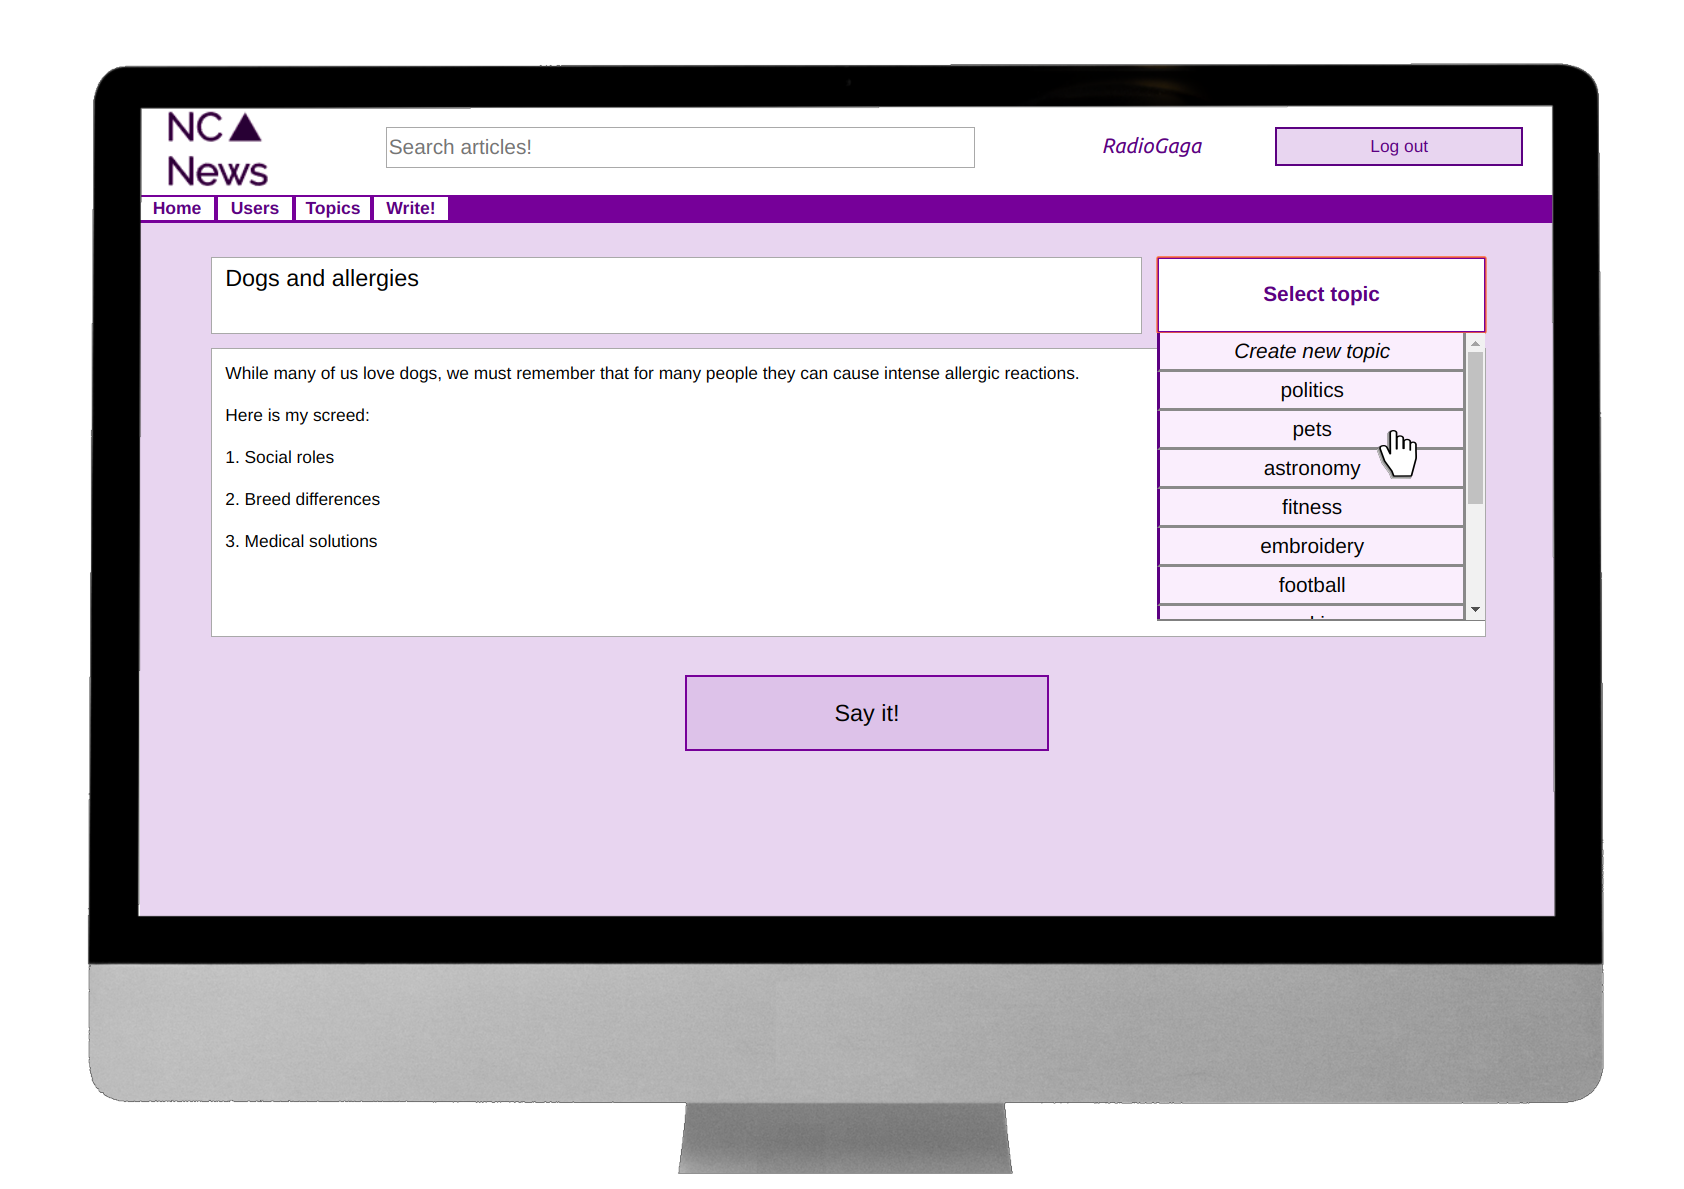 NC
News
Search articles!
RadioGaga
Log out
Home
Users
Topics
Write!
Dogs and allergies
Select topic
Create new topic
politics
pets
astronomy
fitness
embroidery
football
While many of us love dogs, we must remember that for many people they can cause intense allergic reactions.
Here is my screed:
1. Social roles
2. Breed differences
3. Medical solutions
Say it!